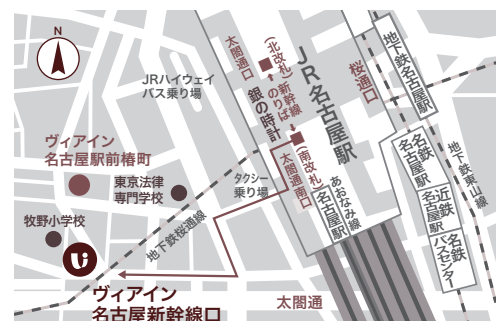 N
JRハイウェイ
バス乗り場
太閤通口
(北改札)
新幹線
のりば
銀の時計
JR名古屋駅
桜通口
地下鉄名古屋駅
ヴィアイン
名古屋駅前椿町
東京法律
専門学校
タクシー
乗り場
(南改札)
太閤通南口
あおなみ線
名古屋駅
名鉄
名古屋駅
近鉄
名古屋駅
名鉄
バスセンター
地下鉄東山線
牧野小学校
地下鉄桜通線
ヴィアイン
名古屋新幹線口
太閤通